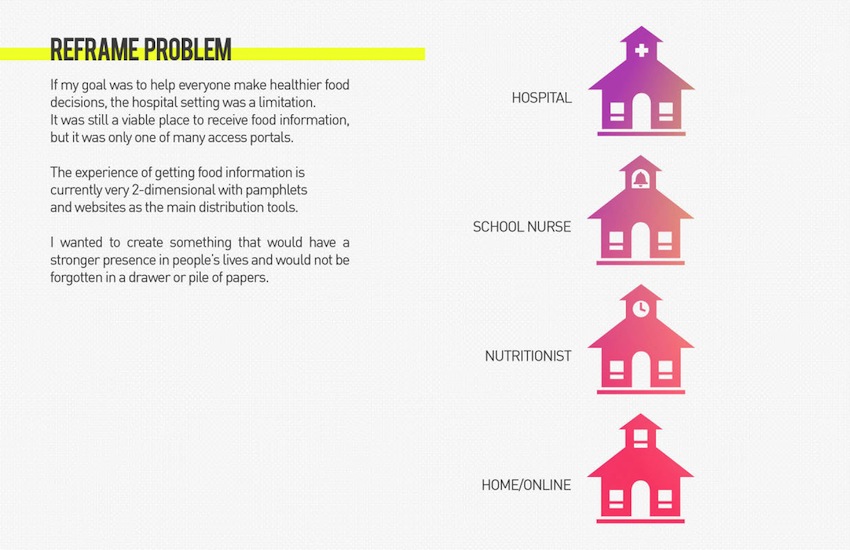 REFRAME PROBLEM
If my goal was to help everyone make healthier food
decisions, the hospital setting was a limitation.
It was still a viable place to receive food information,
but it was only one of many access portals.
The experience of getting food information is
currently very 2-dimensional with pamphlets
and websites as the main distribution tools.
I wanted to create something that would have a
stronger presence in people's lives and would not be
forgotten in a drawer or pile of papers.
HOSPITAL
SCHOOL NURSE
NUTRITIONIST
HOME/ONLINE